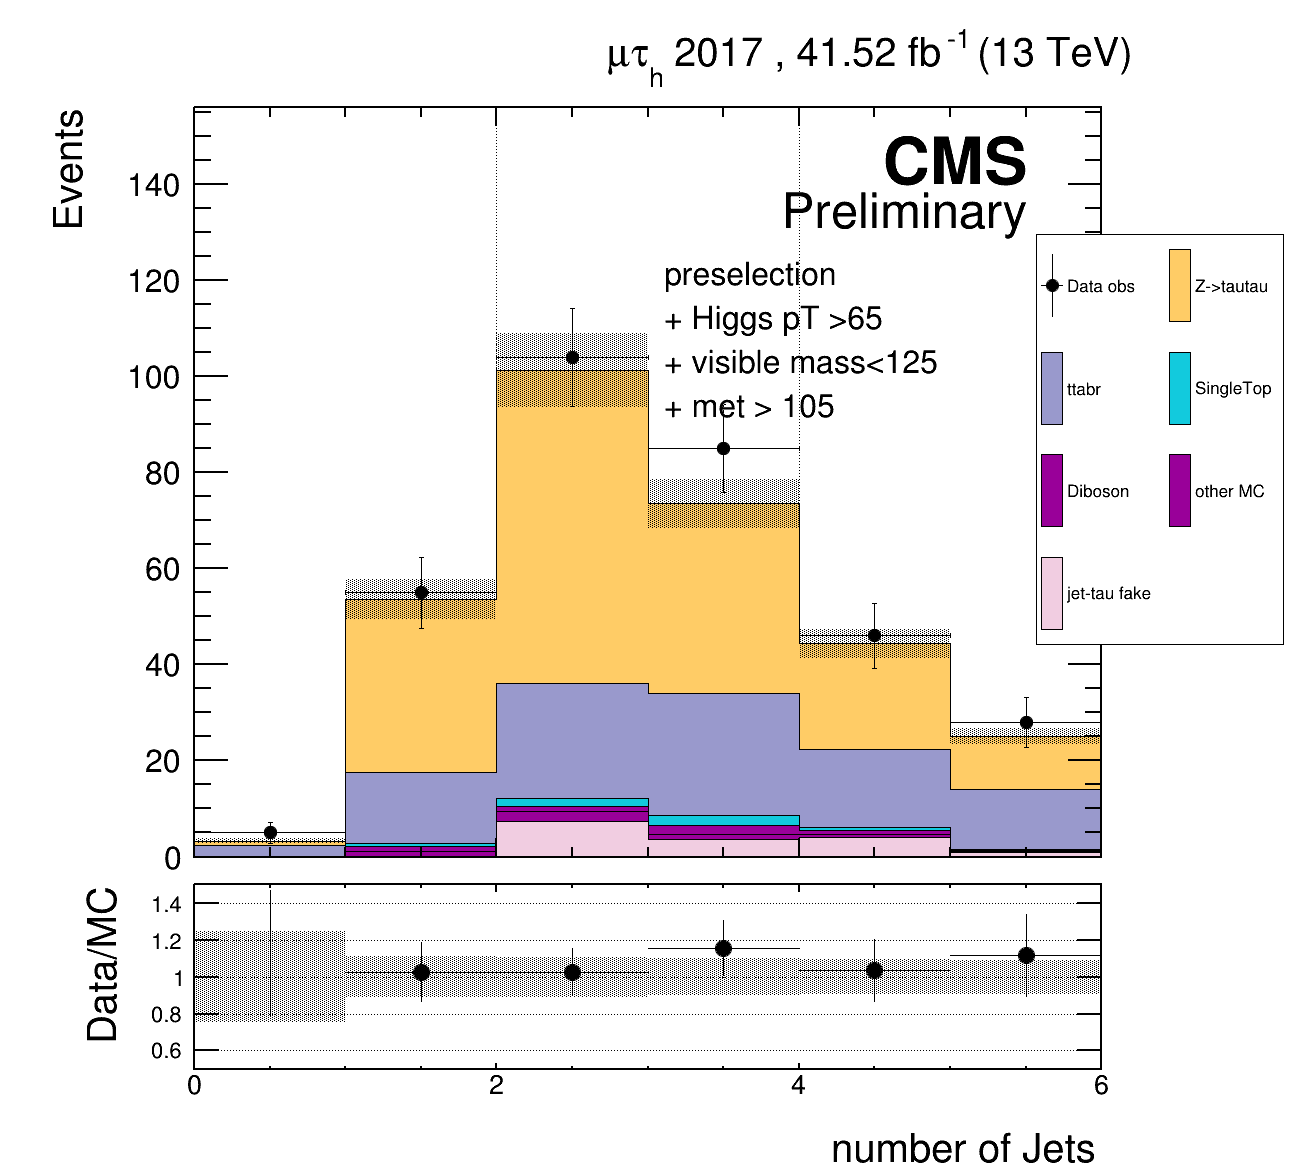 μτh 2017 , 41.52 fb-1 (13 TeV)
Events
CMS
Preliminary
preselection
+ Higgs pT >65
+ visible mass<125
+ met > 105
140
120
100
80
60
40
20
0
Data obs
Z->tautau
ttabr
SingleTop
Diboson
other MC
jet-tau fake
Data/MC
1.4
1.2
1
0.8
0.6
0 2 4 6
number of Jets